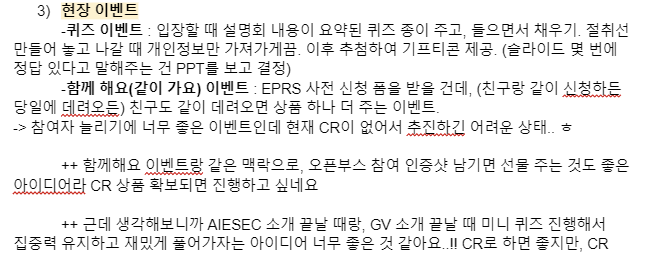 3) 현장 이벤트
-퀴즈 이벤트 : 입장할 때 설명회 내용이 요약된 퀴즈 종이 주고, 들으면서 채우기. 절취선
만들어 놓고 나갈 때 개인정보만 가져가게끔. 이후 추첨하여 기프티콘 제공. (슬라이드 몇 번에
정답 있다고 말해주는 건 PPT를 보고 결정)
-함께 해요(같이 가요) 이벤트 : EPRS 사전 신청 폼을 받을 건데, (친구랑 같이 신청하든
당일에 데려오든) 친구도 같이 데려오면 상품 하나 더 주는 이벤트.
-> 참여자 늘리기에 너무 좋은 이벤트인데 현재 CR이 없어서 추진하긴 어려운 상태.. ㅎ
++ 함께해요 이벤트랑 같은 맥락으로, 오픈부스 참여 인증샷 남기면 선물 주는 것도 좋은
아이디어라 CR 상품 확보되면 진행하고 싶네요
++ 근데 생각해보니까 AIESEC 소개 끝날 때랑, GV 소개 끝날 때 미니 퀴즈 진행해서
집중력 유지하고 재밌게 풀어가자는 아이디어 너무 좋은 것 같아요..!! CR로 하면 좋지만, CR